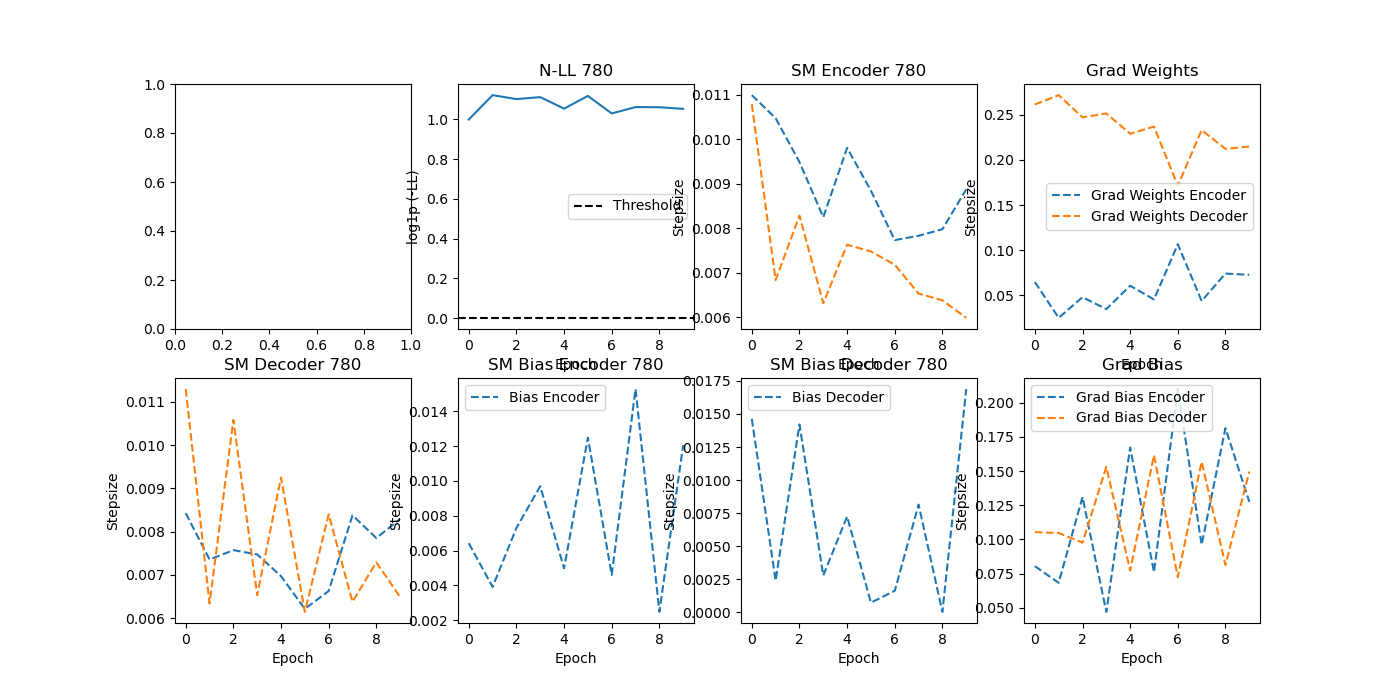 N-LL 780
SM Encoder 780
Grad Weights
1.0
0.8
0.6
0.4
0.2
0.0
0.0 0.2 0.4 0.6 0.8 1.0
log1p (-LL)
1.0
0.8
0.6
0.4
0.2
0.0
Threshold
0 2 4 6 8
Epoch
Stepsize
0.011
0.010
0.009
0.008
0.007
0.006
0 2 4 6 8
Epoch
Stepsize
0.25
0.20
0.15
0.10
0.05
Grad Weights Encoder
Grad Weights Decoder
0 2 4 6 8
Epoch
SM Decoder 780
SM Bias Encoder 780
SM Bias Decoder 780
Grad Bias
Stepsize
0.011
0.010
0.009
0.008
0.007
0.006
0 2 4 6 8
Epoch
Stepsize
0.014
0.012
0.010
0.008
0.006
0.004
0.002
Bias Encoder
0 2 4 6 8
Epoch
Stepsize
0.0175
0.0150
0.0125
0.0100
0.0075
0.0050
0.0025
0.0000
Bias Decoder
0 2 4 6 8
Epoch
Stepsize
0.200
0.175
0.150
0.125
0.100
0.075
0.050
Grad Bias Encoder
Grad Bias Decoder
0 2 4 6 8
Epoch